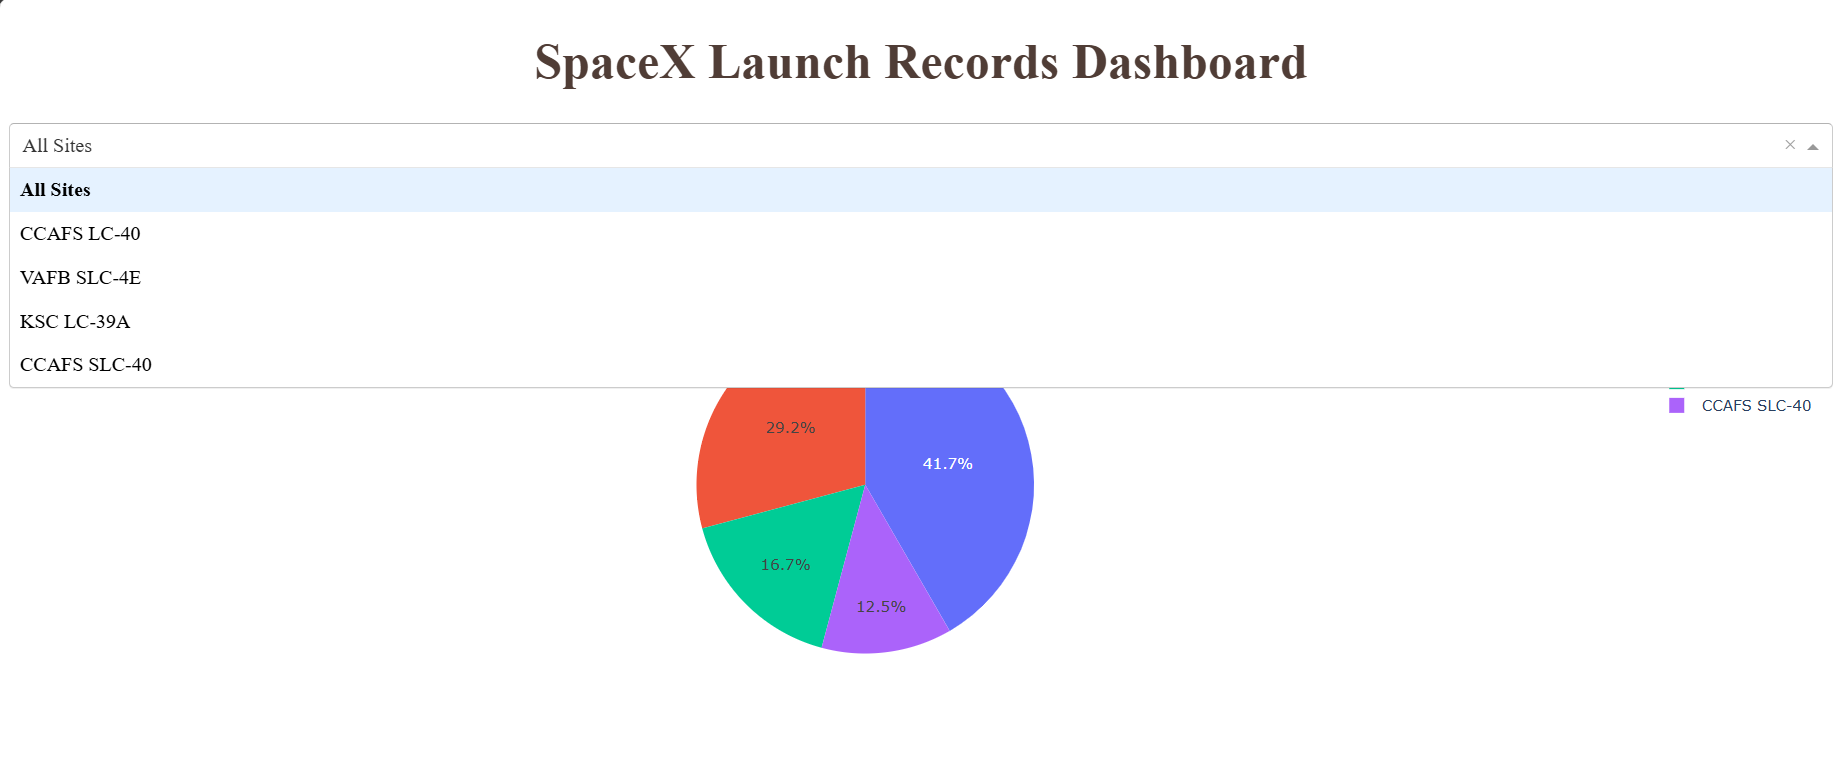 SpaceX Launch Records Dashboard
All Sites
All Sites
CCAFS LC-40
VAFB SLC-4E
KSC LC-39A
CCAFS SLC-40
CCAFS SLC-40
29.2%
41.7%
16.7%
12.5%